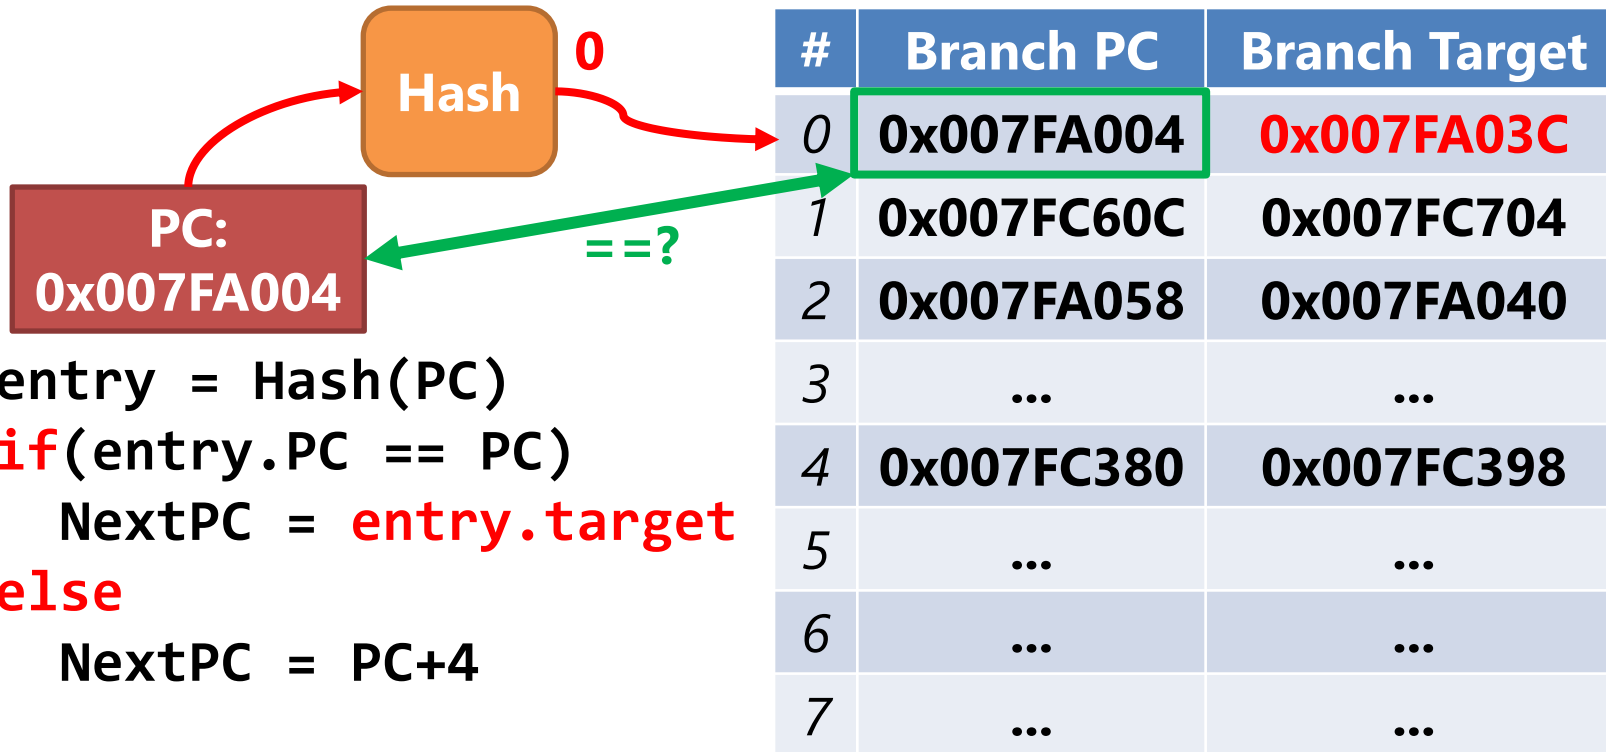 Hash
0
PC:
0x007FA004
==?
entry = Hash(PC)
if(entry.PC == PC)
NextPC = entry.target
else
NextPC = PC+4
# Branch PC Branch Target
0 0x007FA004 0x007FA03C
1 0x007FC60C 0x007FC704
2 0x007FA058 0x007FA040
3 ... ...
4 0x007FC380 0x007FC398
5 ... ...
6 ... ...
7 ... ...